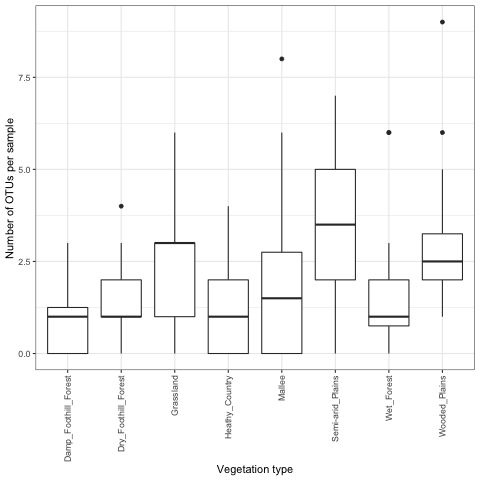 Number of OTUs per sample
7.5
5.0
2.5
0.0
Damp_Foothill_Forest
Dry_Foothill_Forest
Grassland
Heathy_Country
Mallee
Semi-arid_Plains
Wet_Forest
Wooded_Plains
Vegetation type